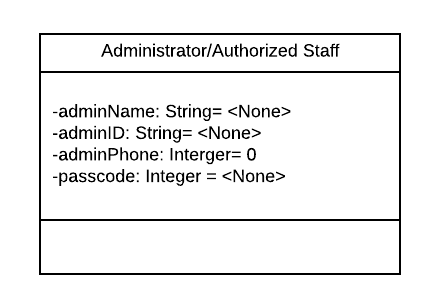 Administrator/Authorized Staff
-adminName: String= <None>
-adminID: String= <None>
-adminPhone: Interger= 0
-passcode: Integer = <None>